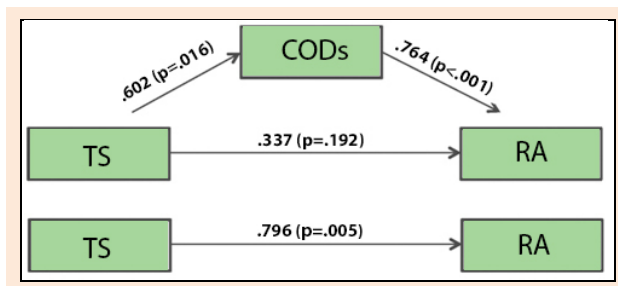 CODs
.602 (p=.016)
.764 (p<.001)
TS
.337 (p=.192)
RA
TS
.796 (p=.005)
RA